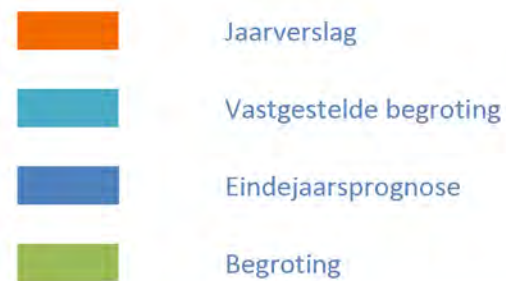 Jaarverslag
Vastgestelde begroting
Eindejaarsprognose
Begroting